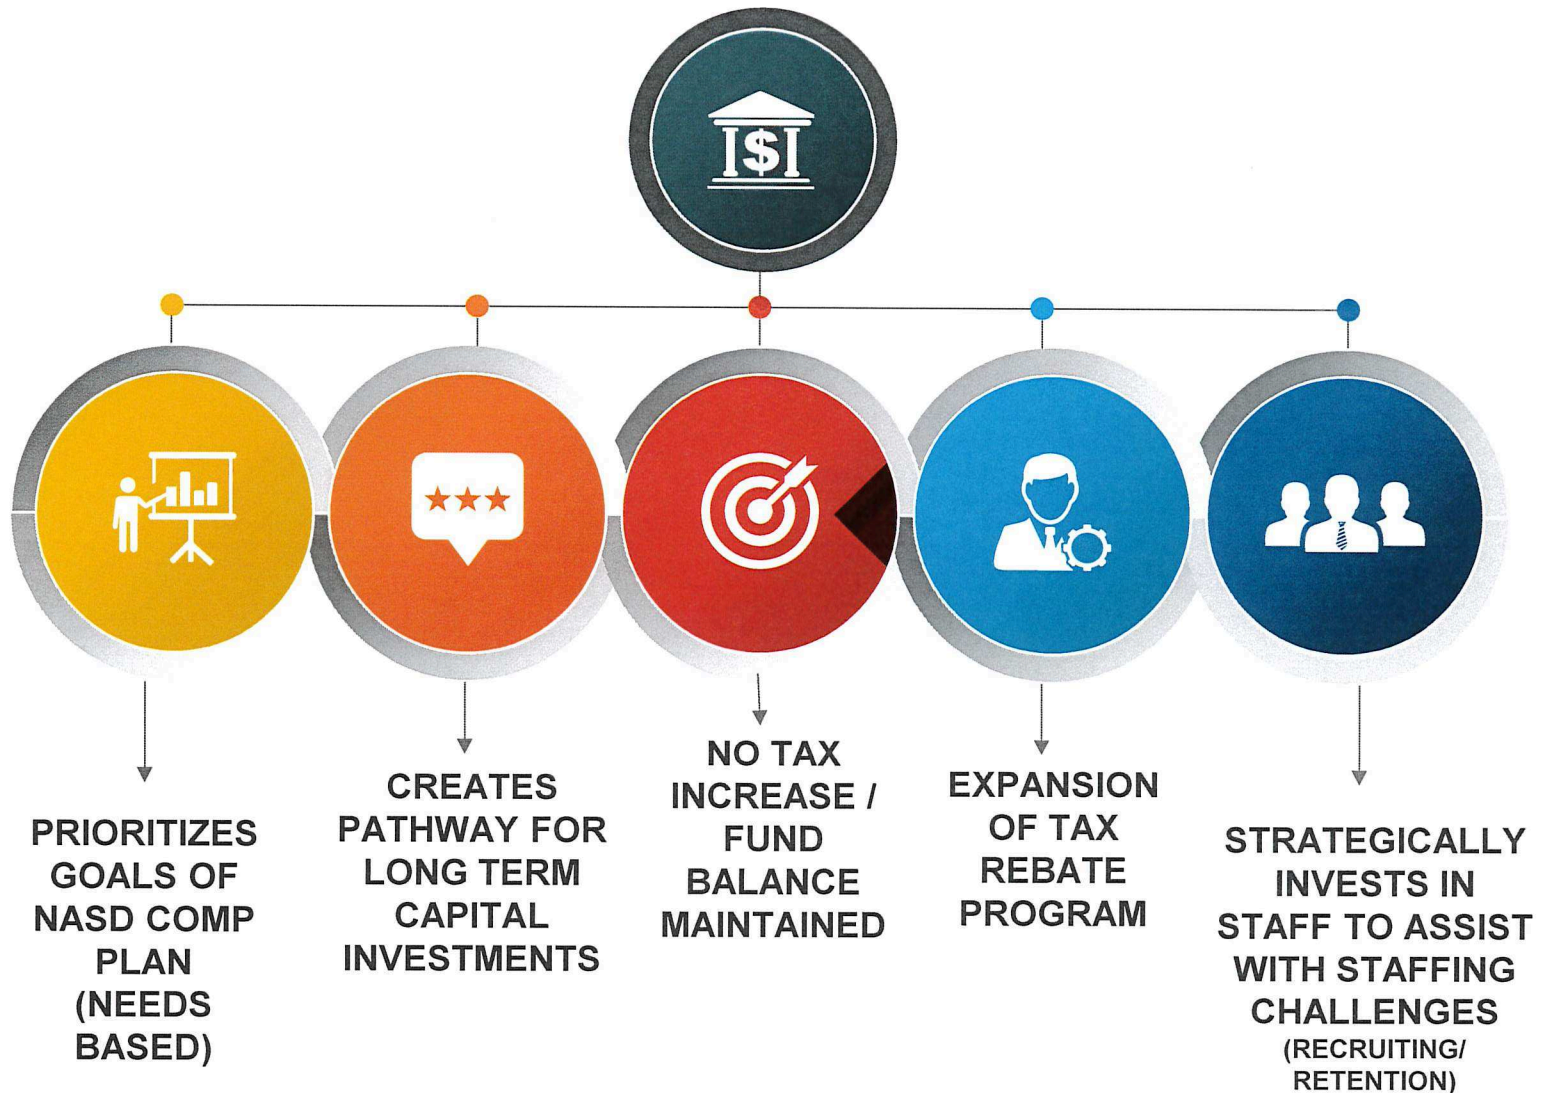 $
PRIORITIZES
GOALS OF
NASD COMP
PLAN
(NEEDS
BASED)
CREATES
PATHWAY FOR
LONG TERM
CAPITAL
INVESTMENTS
NO TAX
INCREASE /
FUND
BALANCE
MAINTAINED
EXPANSION
OF TAX
REBATE
PROGRAM
STRATEGICALLY
INVESTS IN
STAFF TO ASSIST
WITH STAFFING
CHALLENGES
(RECRUITING/
RETENTION)